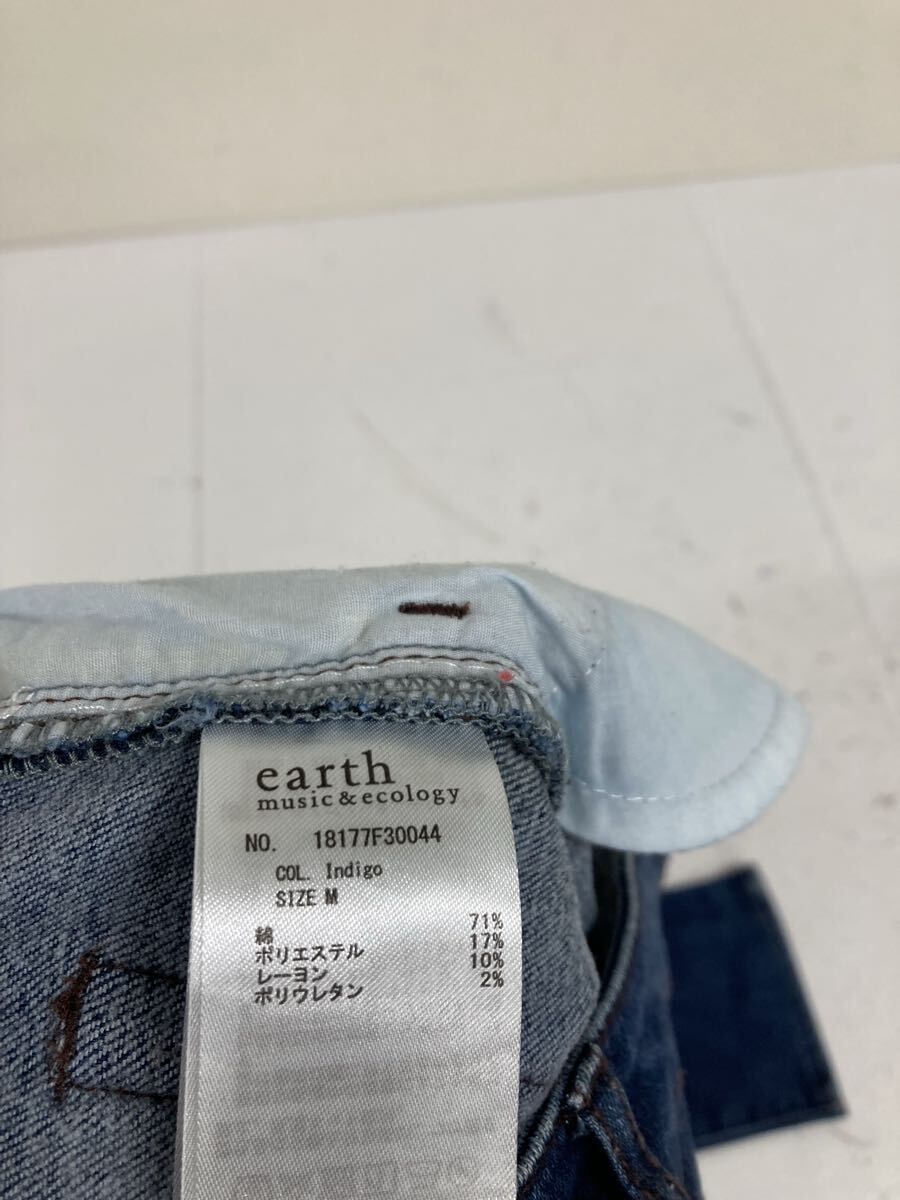 earth
music&ecology
NO. 18177F30044
COL. Indigo
SIZE M
綿 71%
ポリエステル 17%
レーヨン 10%
ポリウレタン 2%